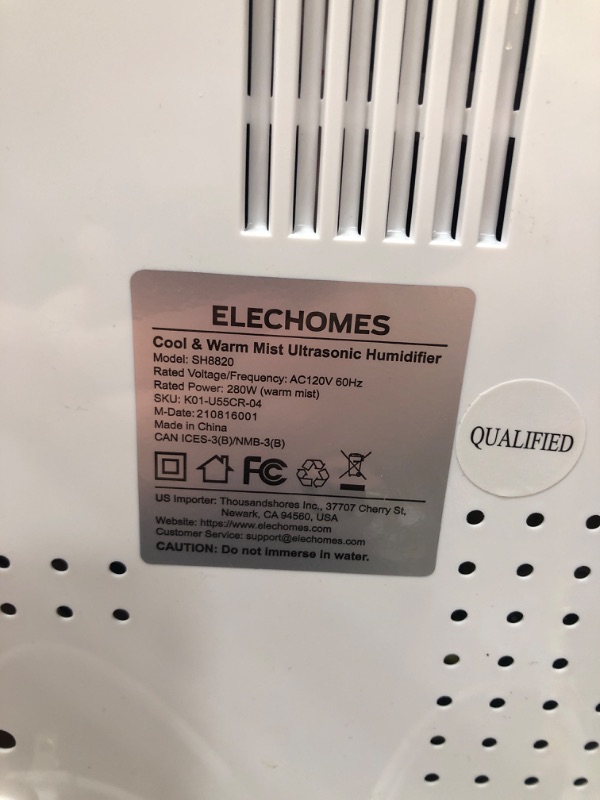 ELECHOMES
Cool & Warm Mist Ultrasonic Humidifier
Model: SH8820
Rated Voltage/Frequency: AC120V 60Hz
Rated Power: 280W (warm mist)
SKU: K01-U55CR-04
M-Date: 210816001
Made in China
CAN ICES-3(B)/NMB-3(B)
FC
US Importer: Thousandshores Inc., 37707 Cherry St,
Newark, CA 94560, USA
Website: https://www.elechomes.com
Customer Service: support@elechomes.com
CAUTION: Do not immerse in water.
QUALIFIED